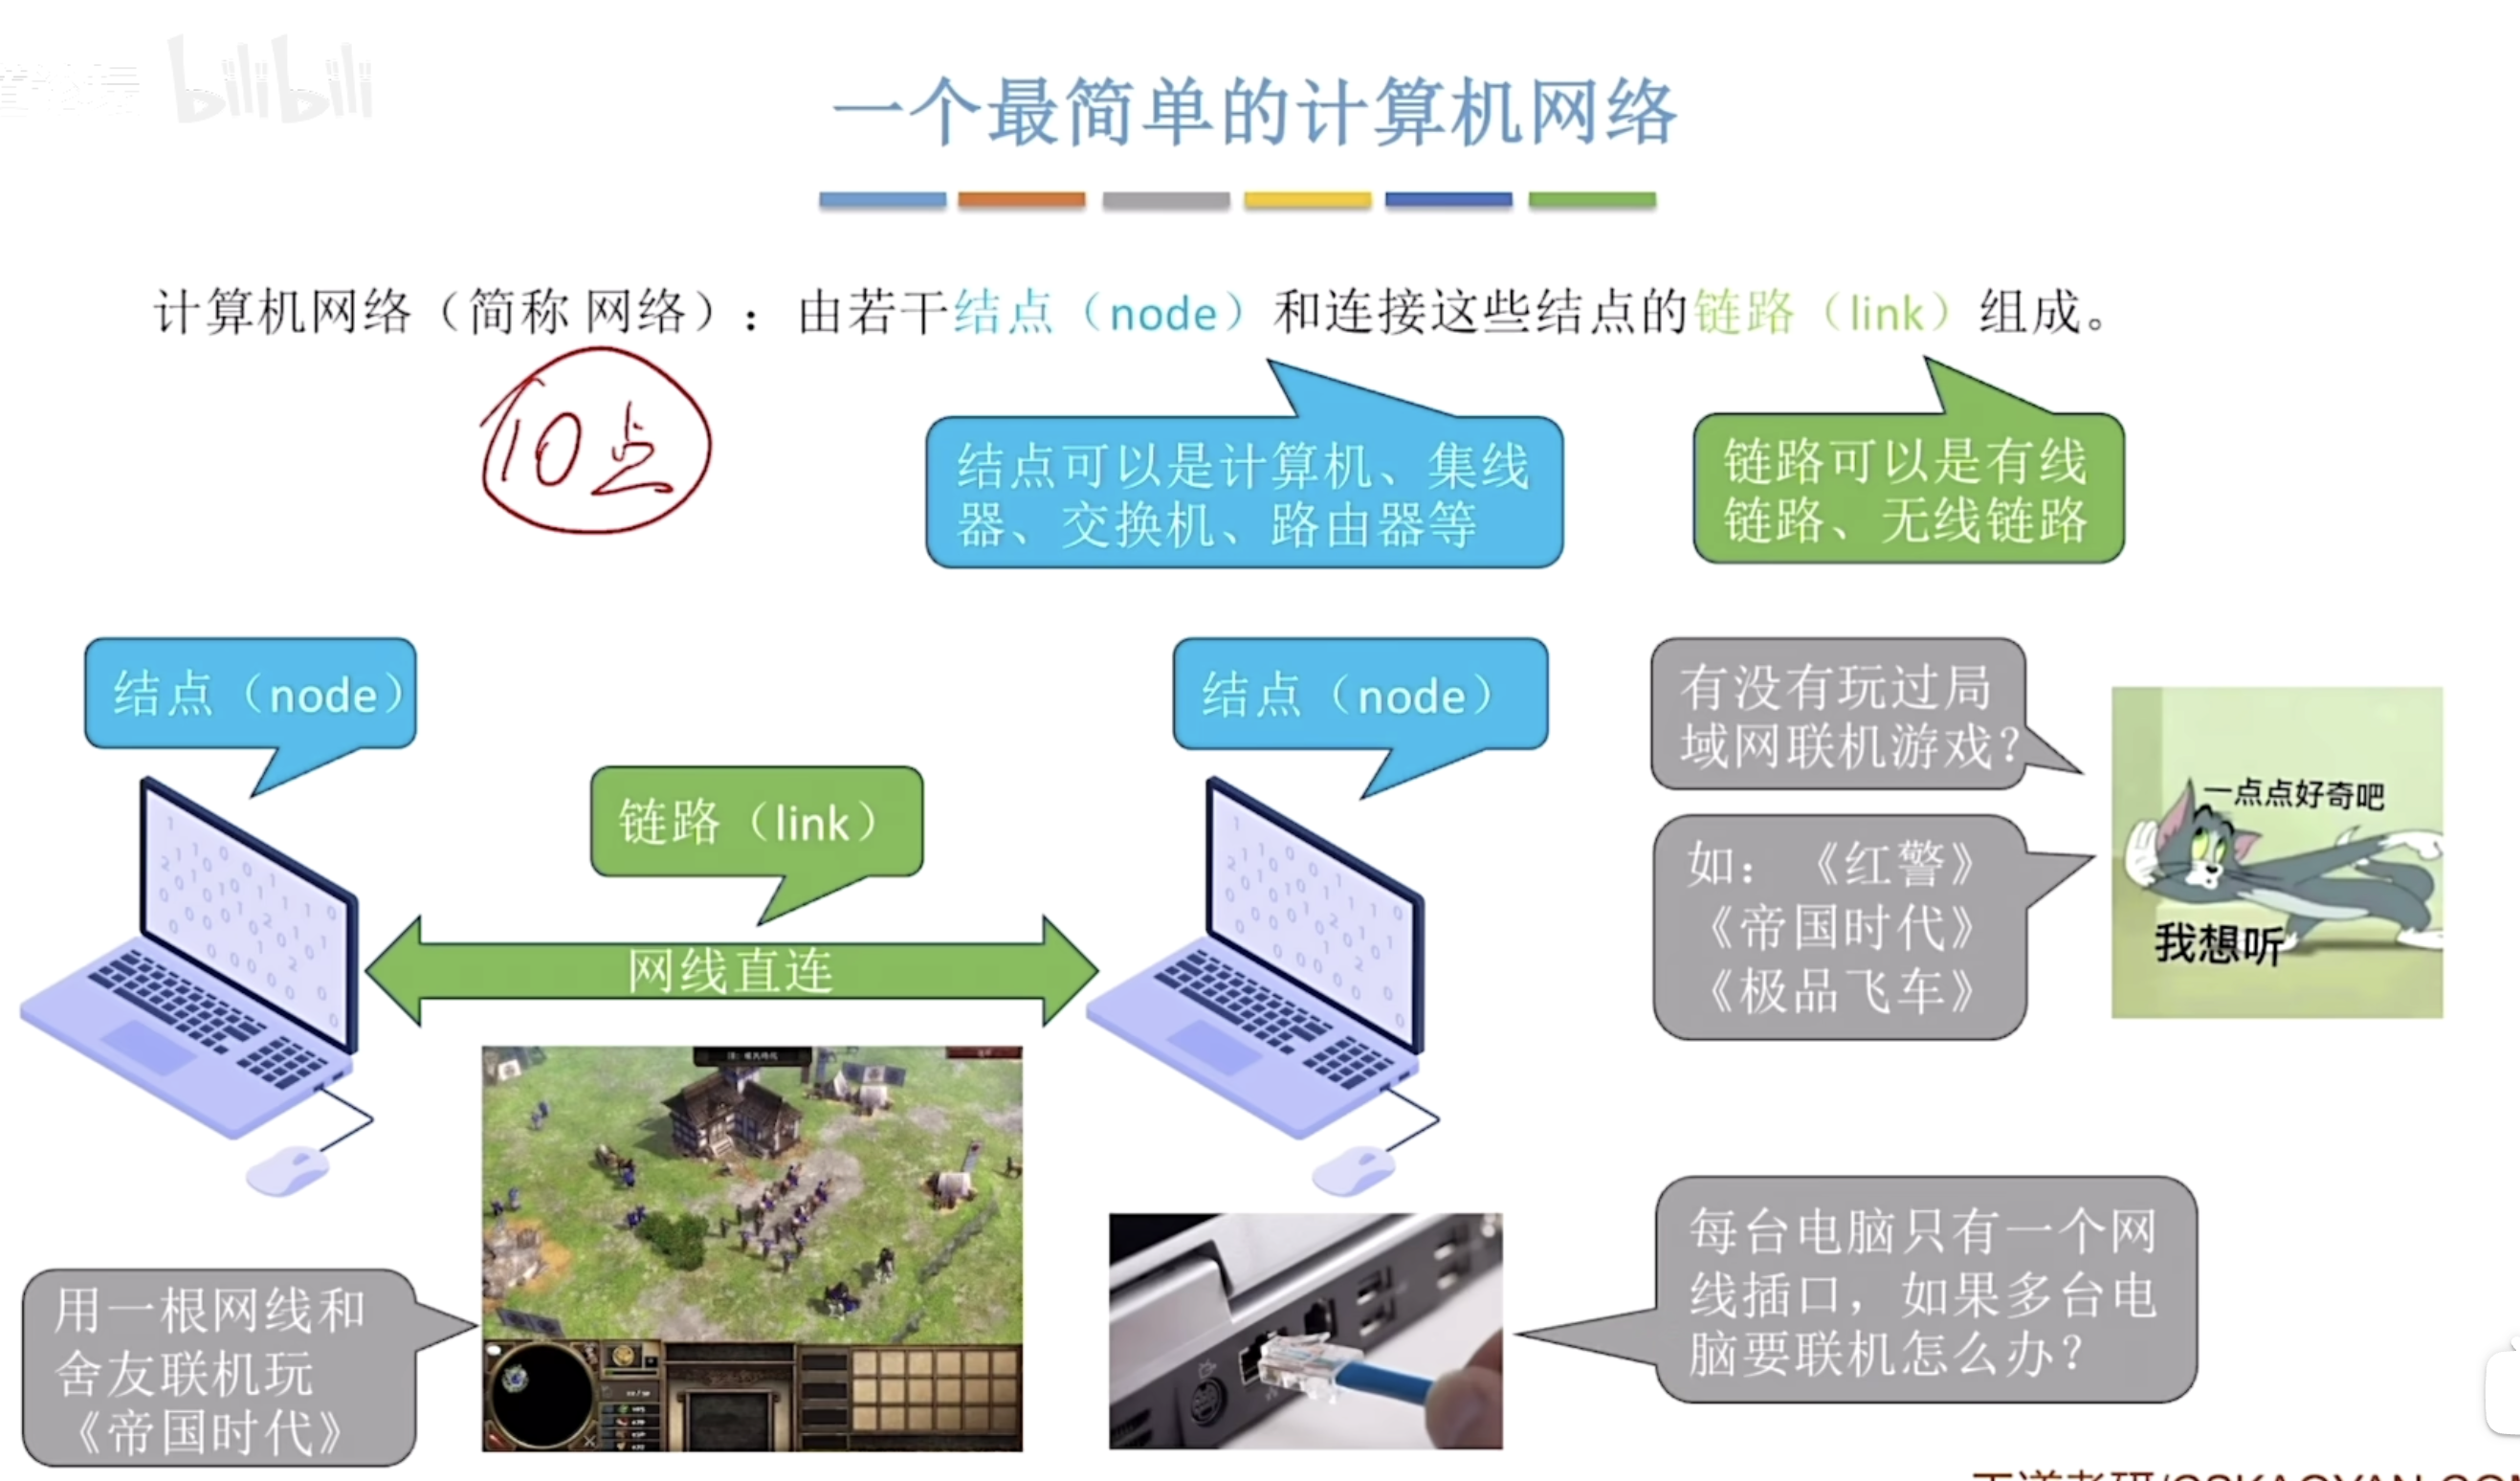 bilibili
一个最简单的计算机网络
计算机网络（简称 网络）：由若干结点（node）和连接这些结点的链路（link）组成。
10点
结点可以是计算机、集线
器、交换机、路由器等
链路可以是有线
链路、无线链路
结点（node）
链路（link）
结点（node）
网线直连
有没有玩过局
域网联机游戏？
如：《红警》
《帝国时代》
《极品飞车》
一点点好奇吧
我想听
用一根网线和
舍友联机玩
《帝国时代》
每台电脑只有一个网
线插口，如果多台电
脑要联机怎么办？